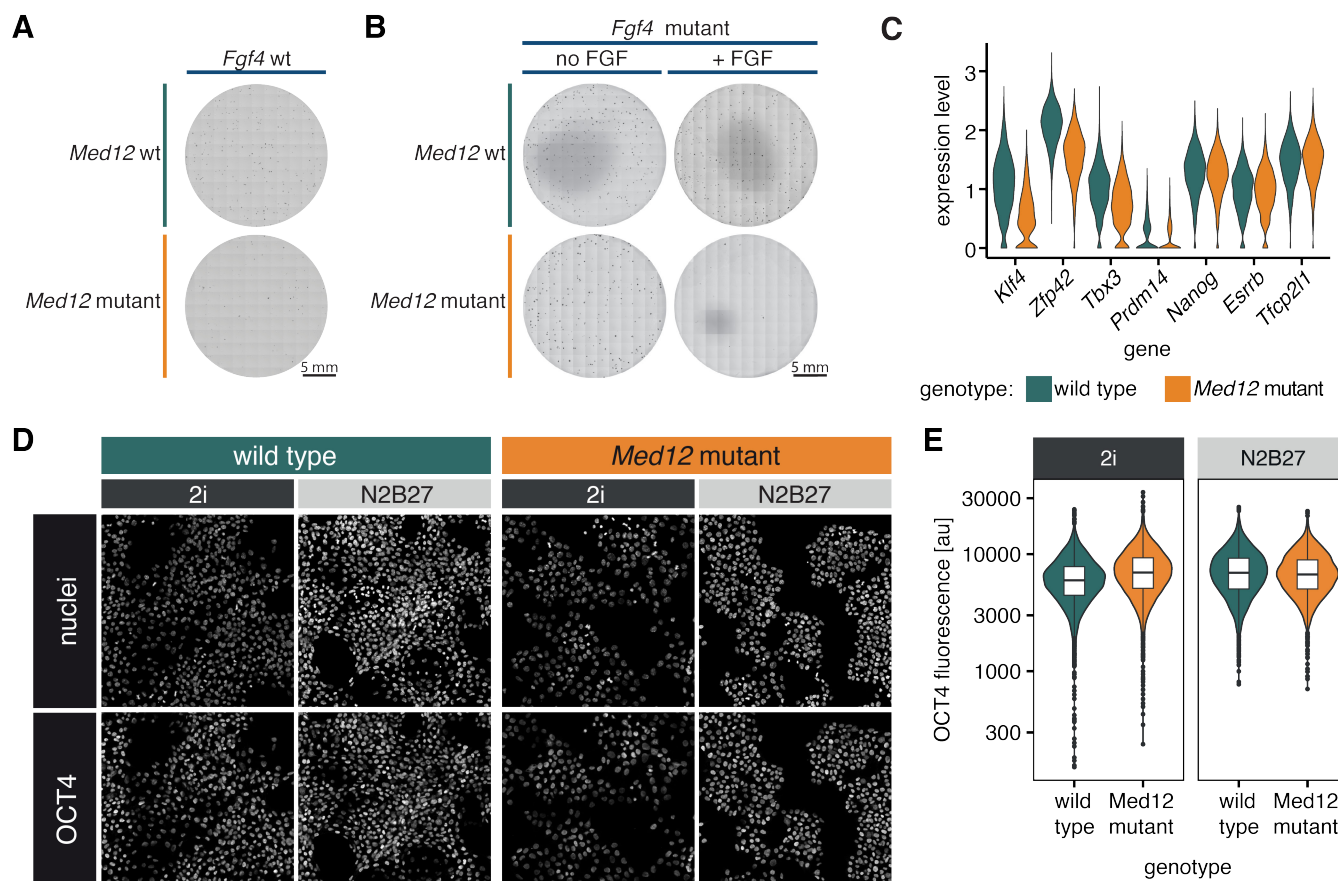 A
Fgf4 wt
Med12 wt
Med12 mutant
5 mm
B
Fgf4 mutant
no FGF
+ FGF
Med12 wt
Med12 mutant
5 mm
C
expression level
3
2
1
0
Klf4
Zfp42
Tbx3
Prdm14
Nanog
Esrrb
Tfcp2l1
gene
genotype:
wild type
Med12 mutant
D
wild type
Med12 mutant
2i
N2B27
2i
N2B27
nuclei
OCT4
E
2i
N2B27
OCT4 fluorescence [au]
30000
10000
3000
1000
300
wild
type
Med12
mutant
wild
type
Med12
mutant
genotype